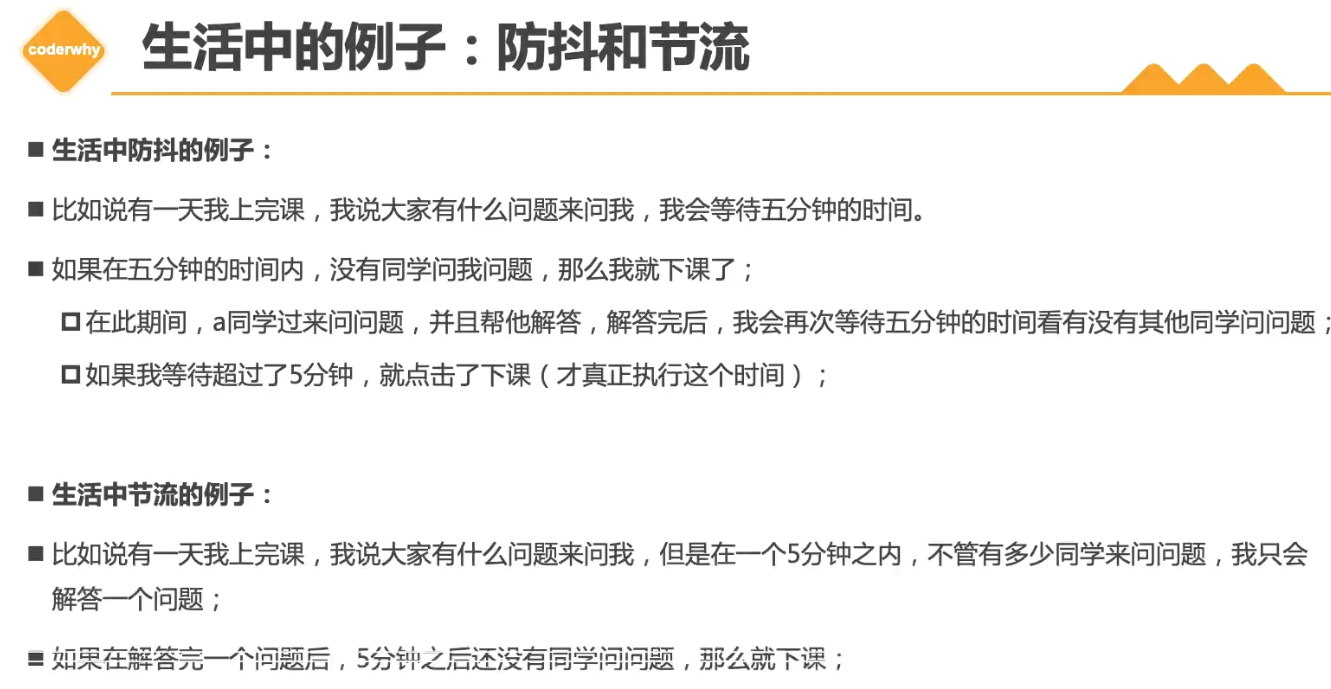 coderwhy
生活中的例子：防抖和节流
■ 生活中防抖的例子：
■ 比如说有一天我上完课，我说大家有什么问题来问我，我会等待五分钟的时间。
■ 如果在五分钟的时间内，没有同学问我问题，那么我就下课了；
在此期间，a同学过来问问题，并且帮他解答，解答完后，我会再次等待五分钟的时间看有没有其他同学问问题；
如果我等待超过了5分钟，就点击了下课（才真正执行这个时间）；
■ 生活中节流的例子：
■ 比如说有一天我上完课，我说大家有什么问题来问我，但是在一个5分钟之内，不管有多少同学来问问题，我只会
解答一个问题；
■ 如果在解答完一个问题后，5分钟之后还没有同学问问题，那么就下课；